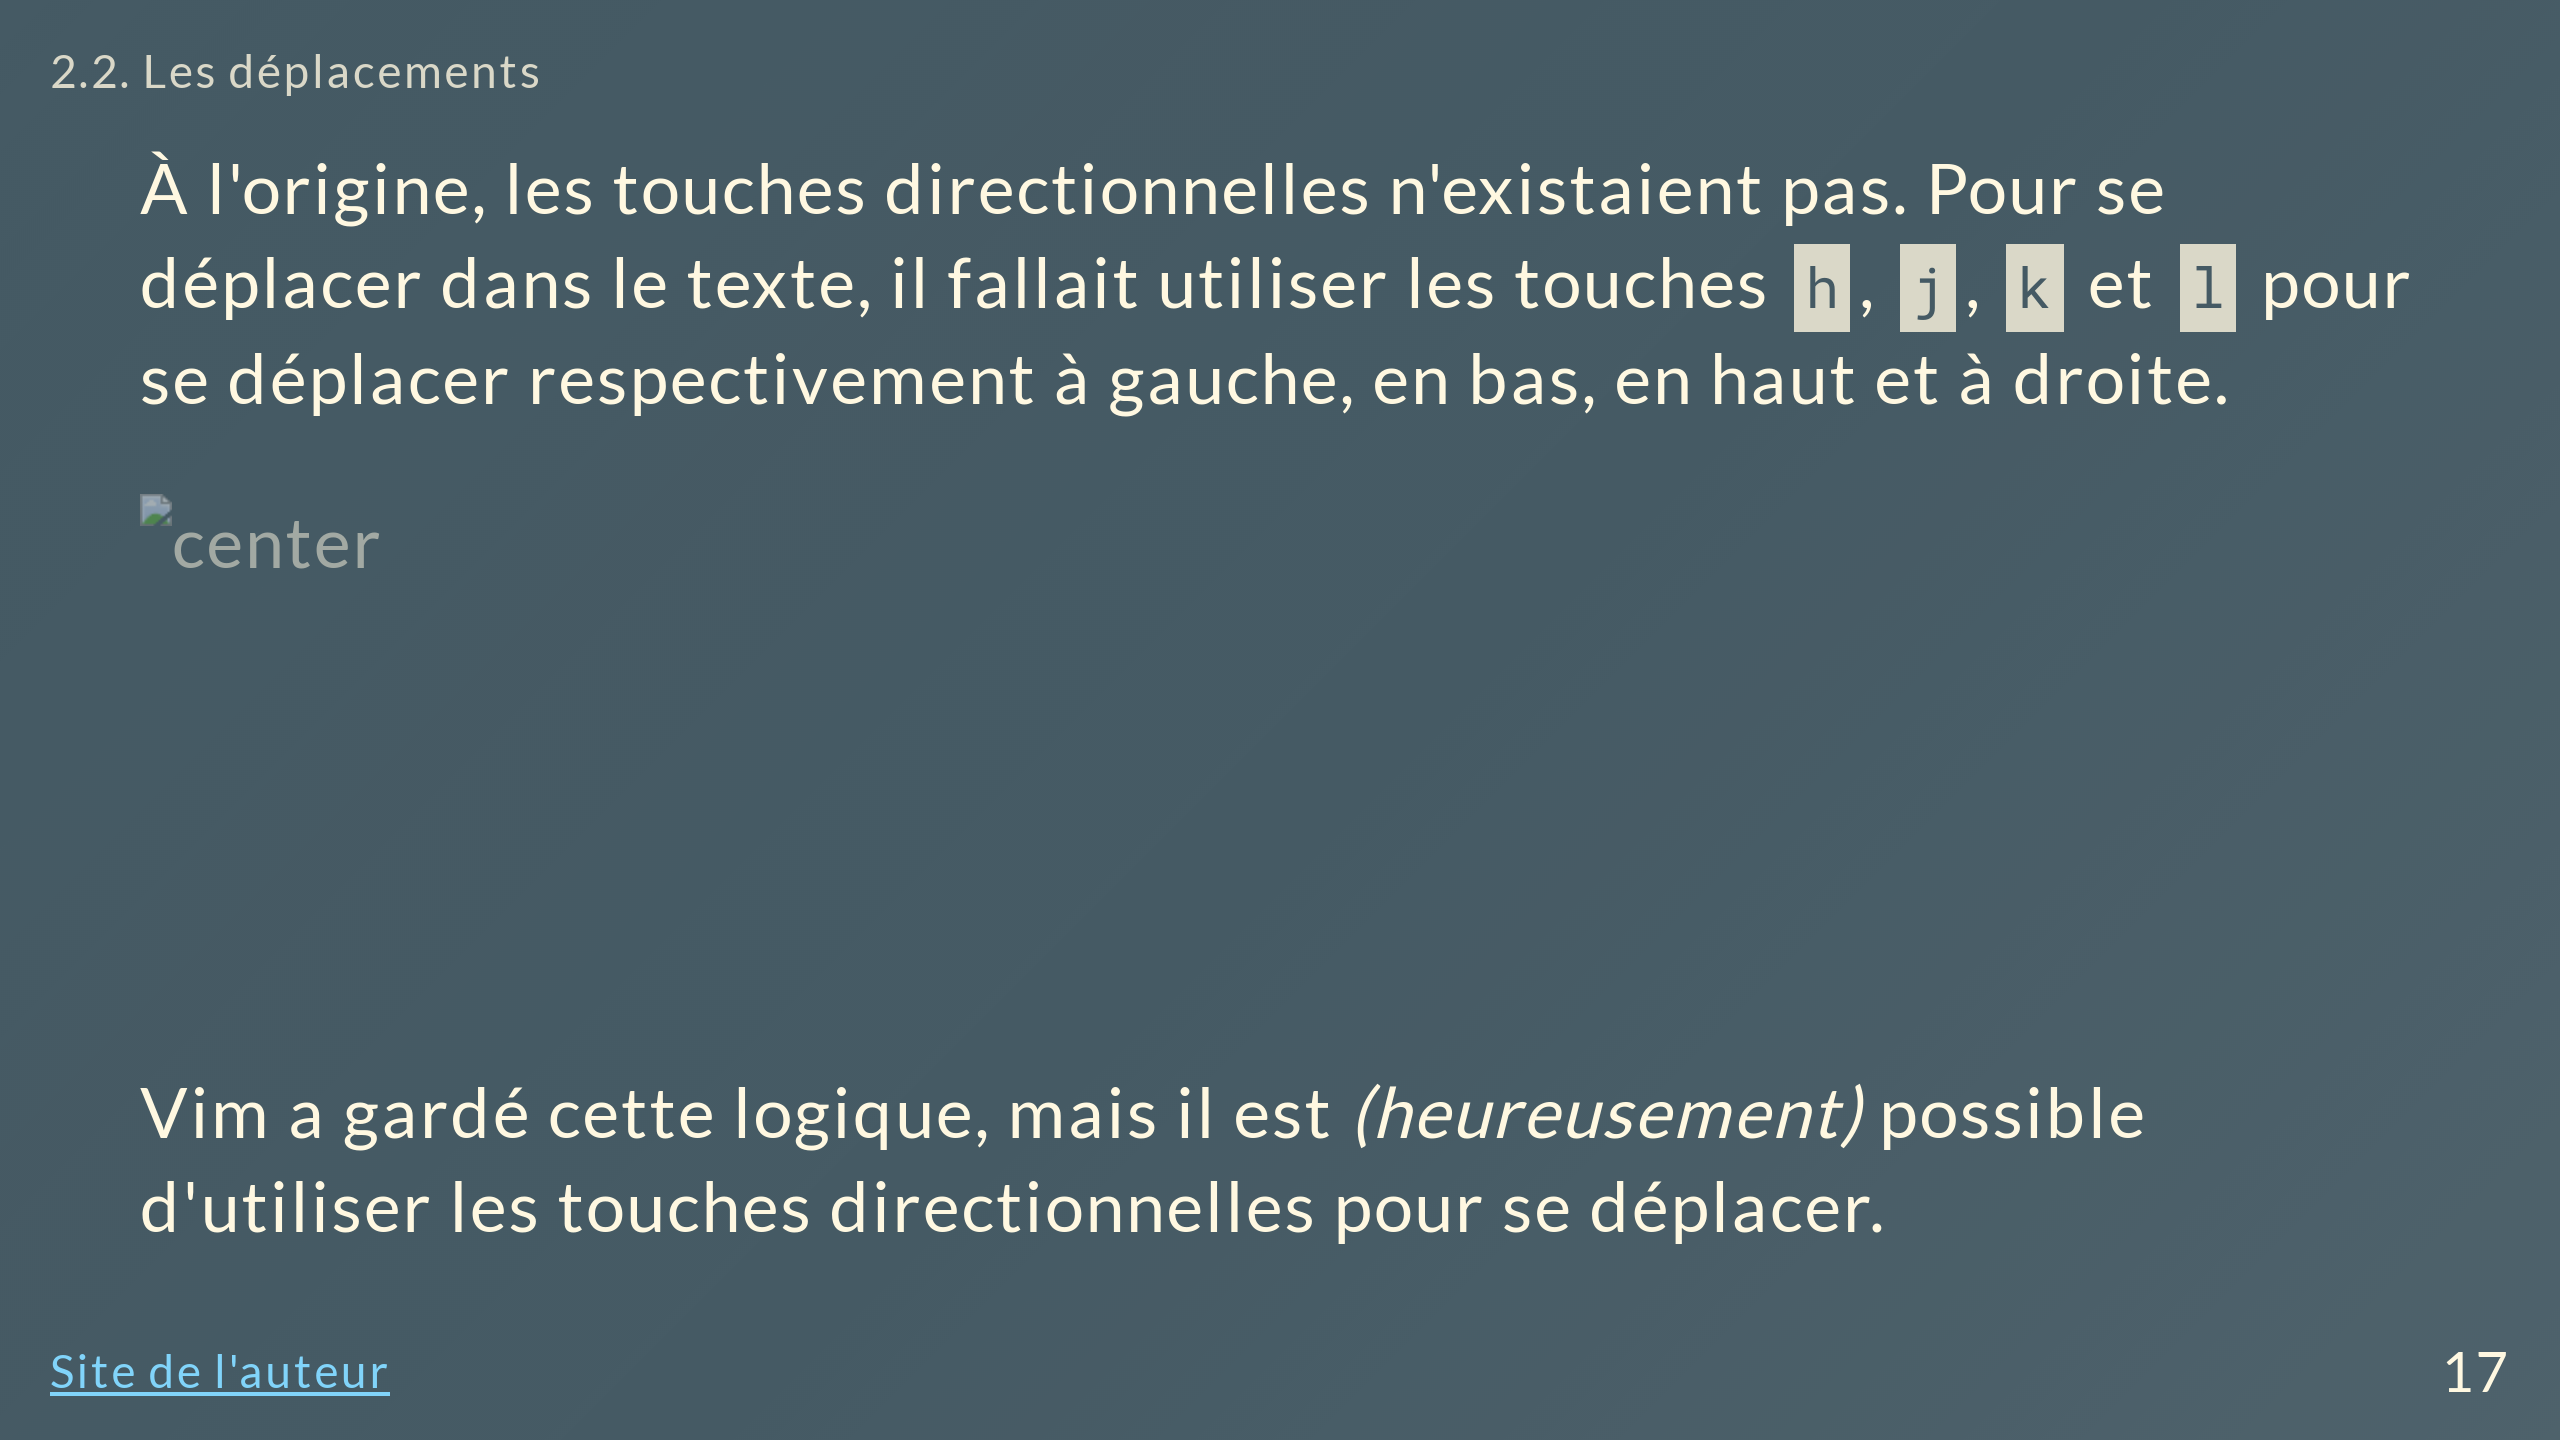 2.2. Les déplacements
À l'origine, les touches directionnelles n'existaient pas. Pour se
déplacer dans le texte, il fallait utiliser les touches h, j, k et l pour
se déplacer respectivement à gauche, en bas, en haut et à droite.
center
Vim a gardé cette logique, mais il est (heureusement) possible
d'utiliser les touches directionnelles pour se déplacer.
Site de l'auteur
17